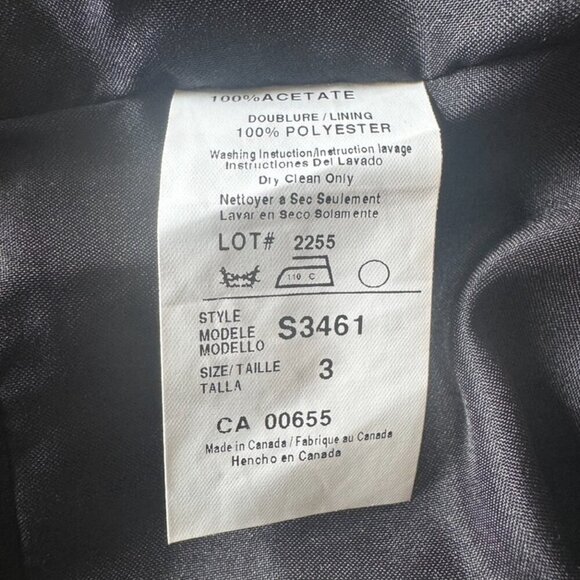 100% ACETATE
DOUBLURE / LINING
100% POLYESTER
Washing Instuction/Instruction lavage
Instructiones Del Lavado
Dry Clean Only
Nettoyer a Sec Seulement
Lavar en Seco Solamente
LOT# 2255
110 C
STYLE
MODELE S3461
MODELLO
SIZE/TAILLE 3
TALLA
CA 00655
Made in Canada / Fabrique au Canada
Hencho en Canada